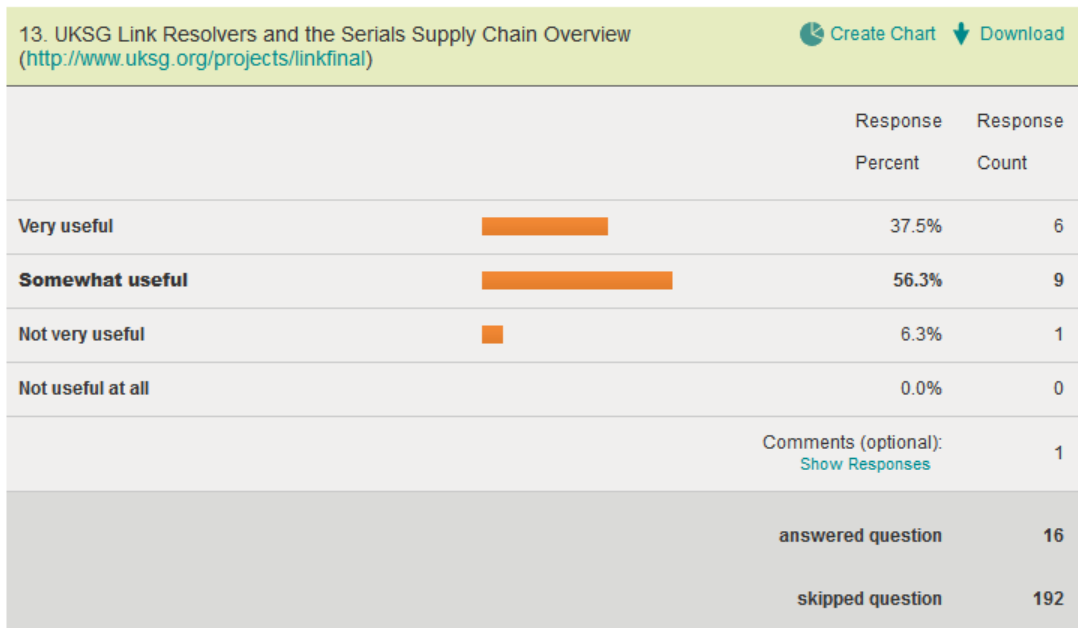 13. UKSG Link Resolvers and the Serials Supply Chain Overview
(http://www.uksg.org/projects/linkfinal)
Create Chart Download
Response Response
Percent Count
Very useful 37.5% 6
Somewhat useful 56.3% 9
Not very useful 6.3% 1
Not useful at all 0.0% 0
Comments (optional):
Show Responses
1
answered question 16
skipped question 192